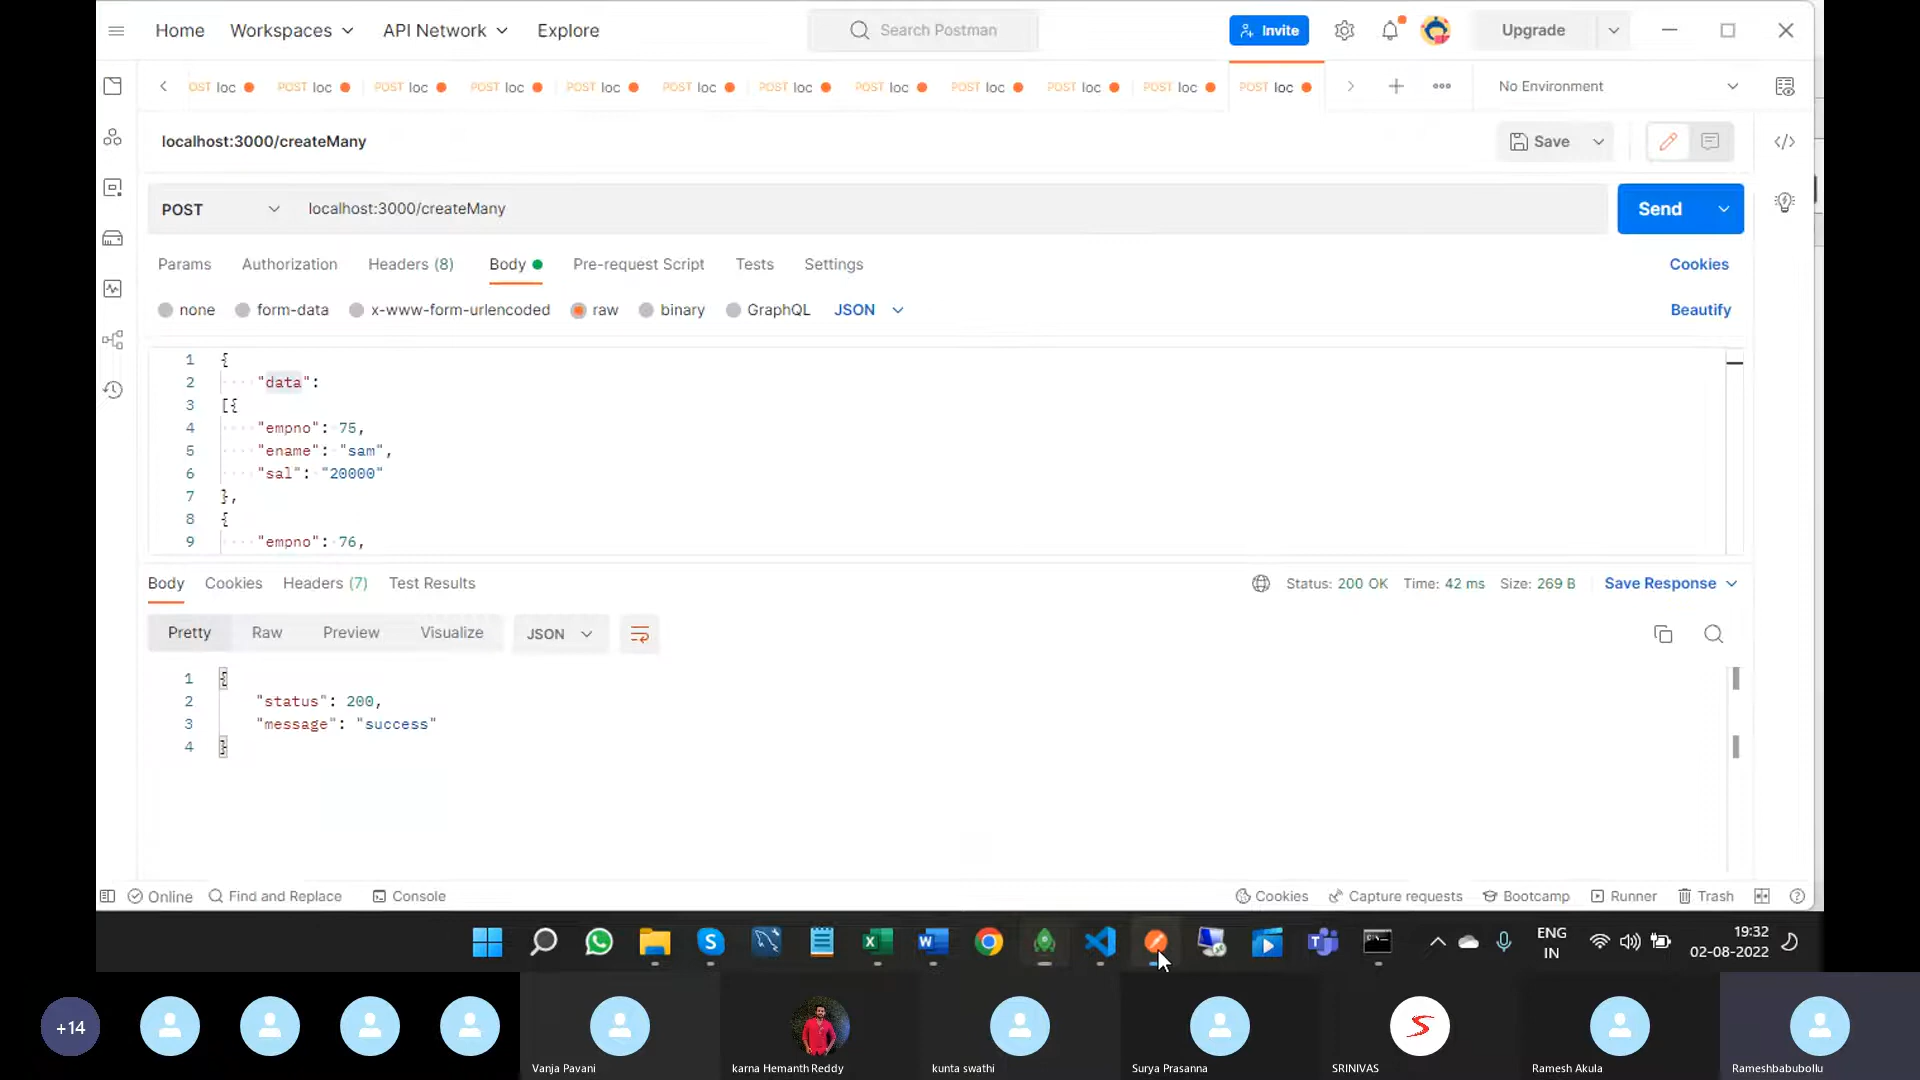 Home Workspaces API Network Explore Search Postman Invite Upgrade
OST loc POST loc POST loc POST loc POST loc POST loc POST loc POST loc POST loc POST loc POST loc POST loc No Environment
localhost:3000/createMany Save
POST localhost:3000/createMany Send
Params Authorization Headers (8) Body Pre-request Script Tests Settings Cookies
none form-data x-www-form-urlencoded raw binary GraphQL JSON Beautify
1 {
2 "data":
3 [{
4 "empno": 75,
5 "ename": "sam",
6 "sal": "20000"
7 },
8 {
9 "empno": 76,
Body Cookies Headers (7) Test Results Status: 200 OK Time: 42 ms Size: 269 B Save Response
Pretty Raw Preview Visualize JSON
1 {
2 "status": 200,
3 "message": "success"
4 }
Online Find and Replace Console Cookies Capture requests Bootcamp Runner Trash
ENG 19:32
IN 02-08-2022
+14
Vanja Pavani karna Hemanth Reddy kunta swathi Surya Prasanna SRINIVAS Ramesh Akula Rameshbabubollu